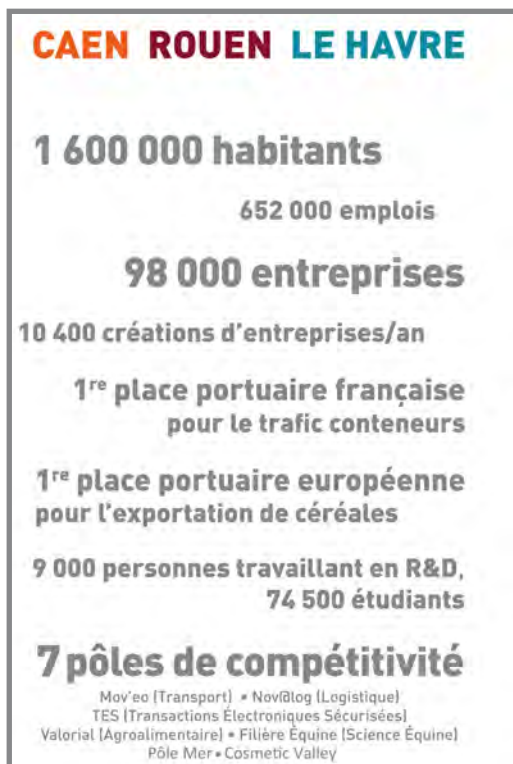 CAEN ROUEN LE HAVRE
1 600 000 habitants
652 000 emplois
98 000 entreprises
10 400 créations d'entreprises/an
1re place portuaire française
pour le trafic conteneurs
1re place portuaire européenne
pour l'exportation de céréales
9 000 personnes travaillant en R&D,
74 500 étudiants
7 pôles de compétitivité
Mov'eo (Transport) • Nov@log (Logistique)
TES (Transactions Électroniques Sécurisées)
Valorial (Agroalimentaire) • Filière Équine (Science Équine)
Pôle Mer • Cosmetic Valley